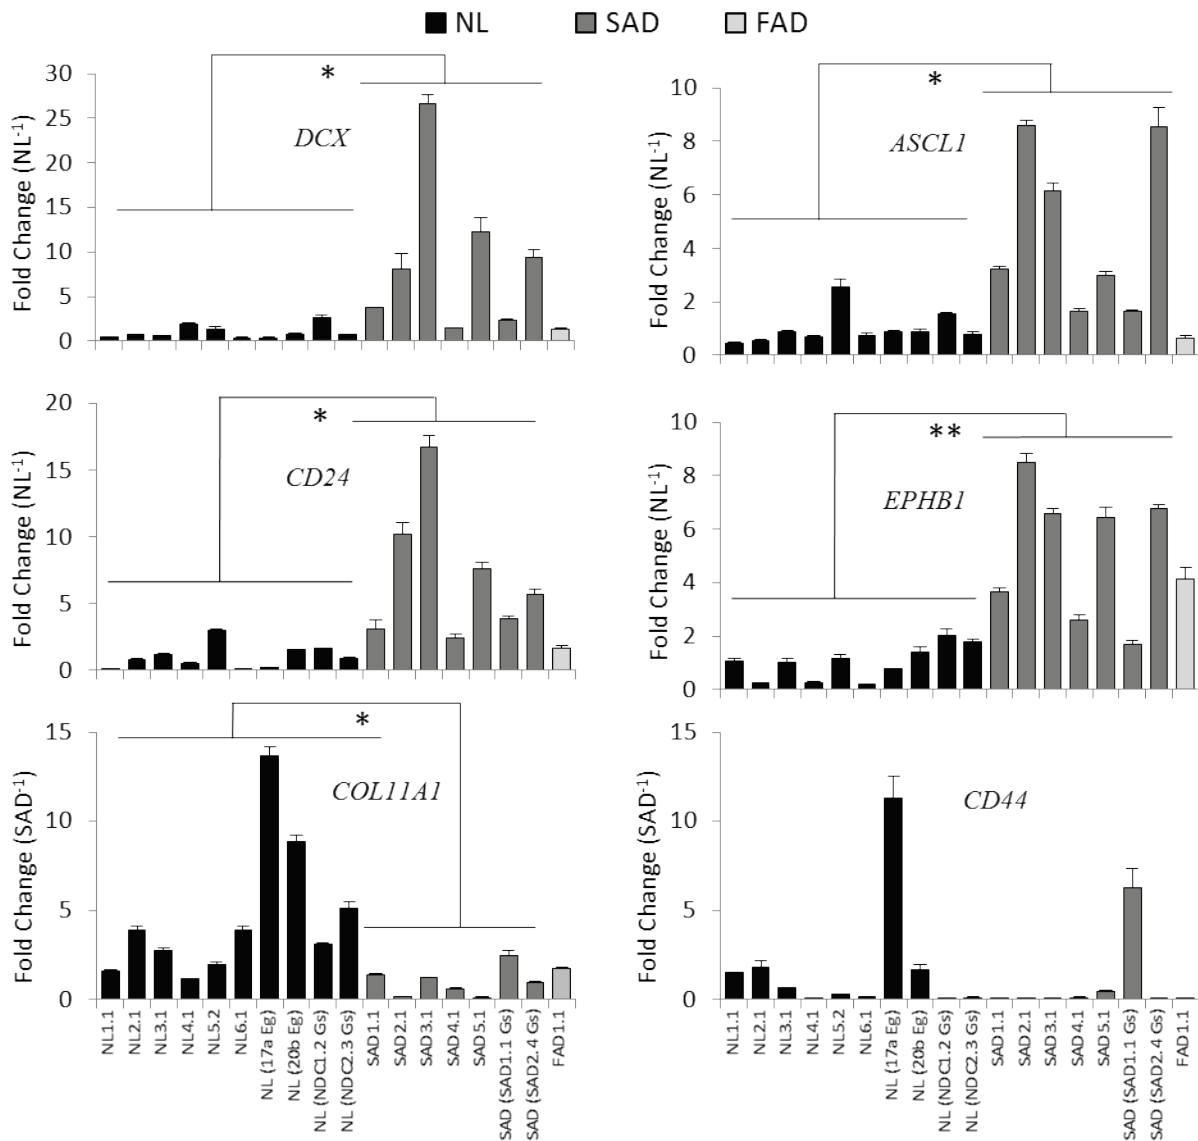 NL SAD FAD
Fold Change (NL⁻¹)
30
25
20
15
10
5
0
*
DCX
Fold Change (NL⁻¹)
10
8
6
4
2
0
*
ASCL1
Fold Change (NL⁻¹)
20
15
10
5
0
*
CD24
Fold Change (NL⁻¹)
10
8
6
4
2
0
**
EPHB1
Fold Change (SAD⁻¹)
15
10
5
0
*
COL11A1
NL1.1
NL2.1
NL3.1
NL4.1
NL5.2
NL6.1
NL (17a Eg)
NL (20b Eg)
NL (NDC1.2 Gs)
NL (NDC2.3 Gs)
SAD1.1
SAD2.1
SAD3.1
SAD4.1
SAD5.1
SAD (SAD1.1 Gs)
SAD (SAD2.4 Gs)
FAD1.1
Fold Change (SAD⁻¹)
15
10
5
0
CD44
NL1.1
NL2.1
NL3.1
NL4.1
NL5.2
NL6.1
NL (17a Eg)
NL (20b Eg)
NL (NDC1.2 Gs)
NL (NDC2.3 Gs)
SAD1.1
SAD2.1
SAD3.1
SAD4.1
SAD5.1
SAD (SAD1.1 Gs)
SAD (SAD2.4 Gs)
FAD1.1